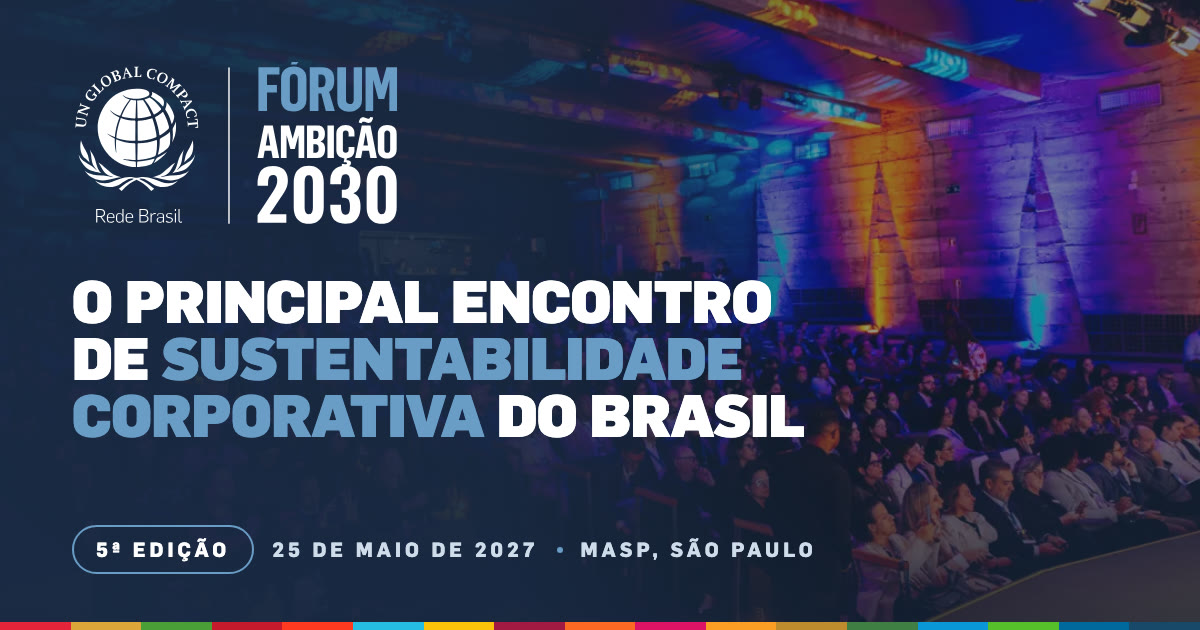 UN GLOBAL COMPACT
Rede Brasil
FÓRUM
AMBIÇÃO
2030
O PRINCIPAL ENCONTRO
DE SUSTENTABILIDADE
CORPORATIVA DO BRASIL
5ª EDIÇÃO 25 DE MAIO DE 2027 • MASP, SÃO PAULO